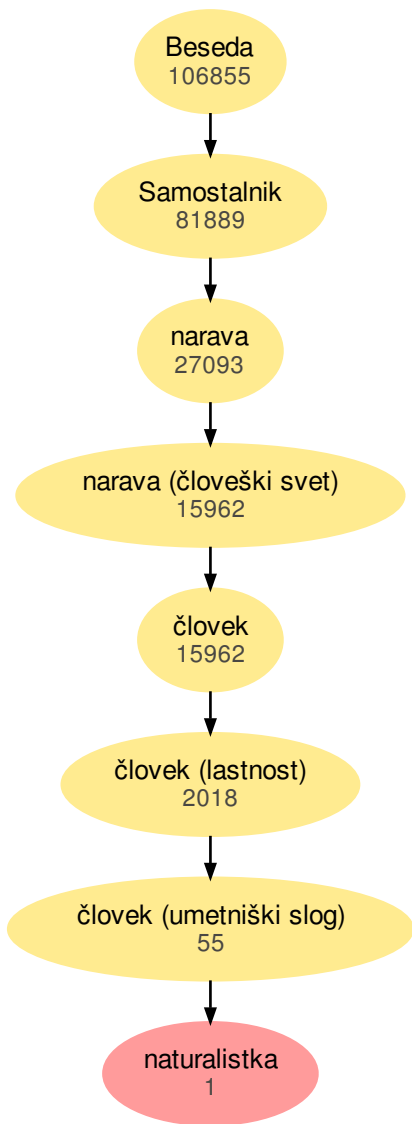 Beseda
106855
Samostalnik
81889
narava
27093
narava (človeški svet)
15962
človek
15962
človek (lastnost)
2018
človek (umetniški slog)
55
naturalistka
1